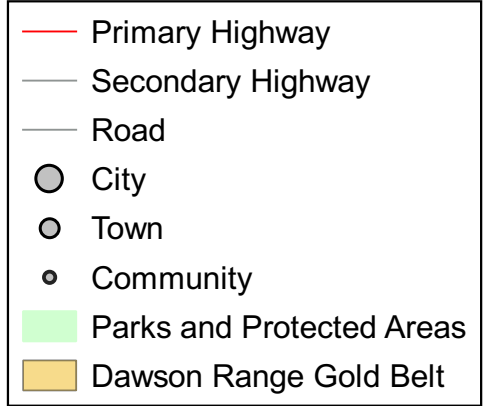 Primary Highway
Secondary Highway
Road
City
Town
Community
Parks and Protected Areas
Dawson Range Gold Belt